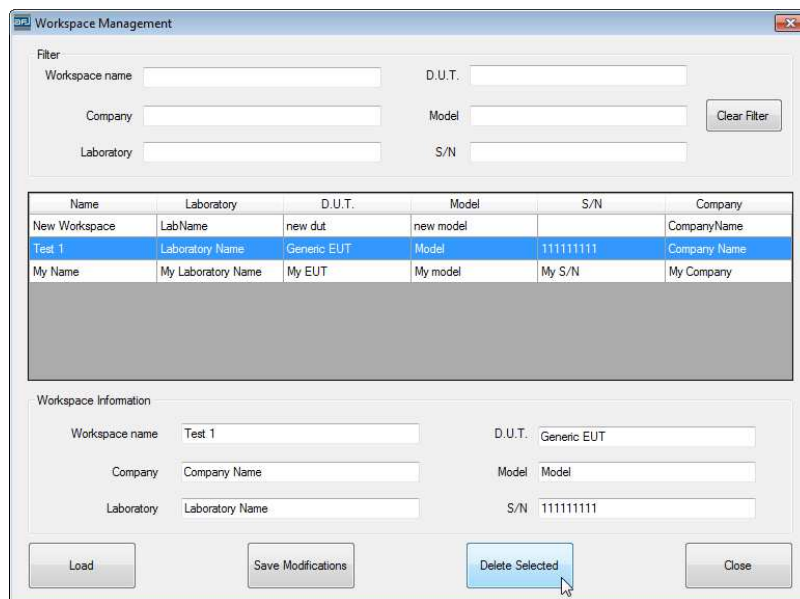 Workspace Management
Filter
Workspace name D.U.T.
Company Model Clear Filter
Laboratory S/N
Name Laboratory D.U.T. Model S/N Company
New Workspace LabName new dut new model CompanyName
Test 1 Laboratory Name Generic EUT Model 111111111 Company Name
My Name My Laboratory Name My EUT My model My S/N My Company
Workspace Information
Workspace name Test 1 D.U.T. Generic EUT
Company Company Name Model Model
Laboratory Laboratory Name S/N 111111111
Load Save Modifications Delete Selected Close